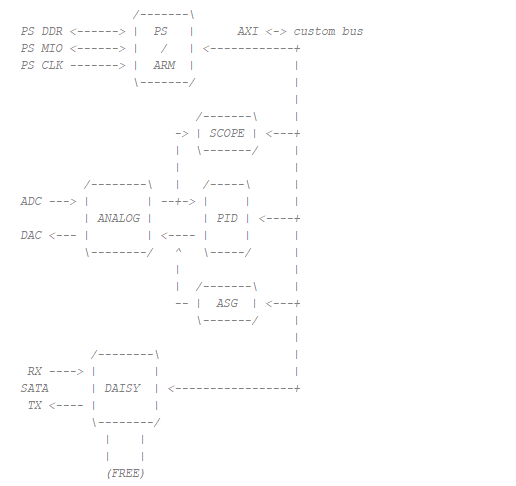 /-------\
PS DDR <------> |  PS   |      AXI <-> custom bus
PS MIO <------> |   /   | <------------+
PS CLK -------> |  ARM  |              |
                 \-------/              |
                                        |
                          /-------\     |
                       -> | SCOPE | <---+
                       |  \-------/     |
                       |                |
          /--------\   |   /-----\      |
ADC ---> |        | --+-> |     |      |
         | ANALOG |       | PID | <----+
DAC <--- |        | <---- |     |      |
          \--------/   ^   \-----/      |
                       |                |
                       |  /-------\     |
                       -- |  ASG  | <---+
                          \-------/     |
                                        |
           /--------\                   |
 RX ----> |        |                   |
SATA      | DAISY  | <-----------------+
 TX <---- |        |
           \--------/
            |    |
            |    |
            (FREE)